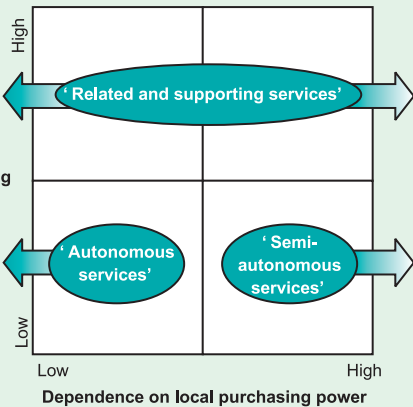 High
‘ Related and supporting services’
g
‘ Autonomous
services’
‘ Semi-
autonomous
services’
Low
Low
High
Dependence on local purchasing power